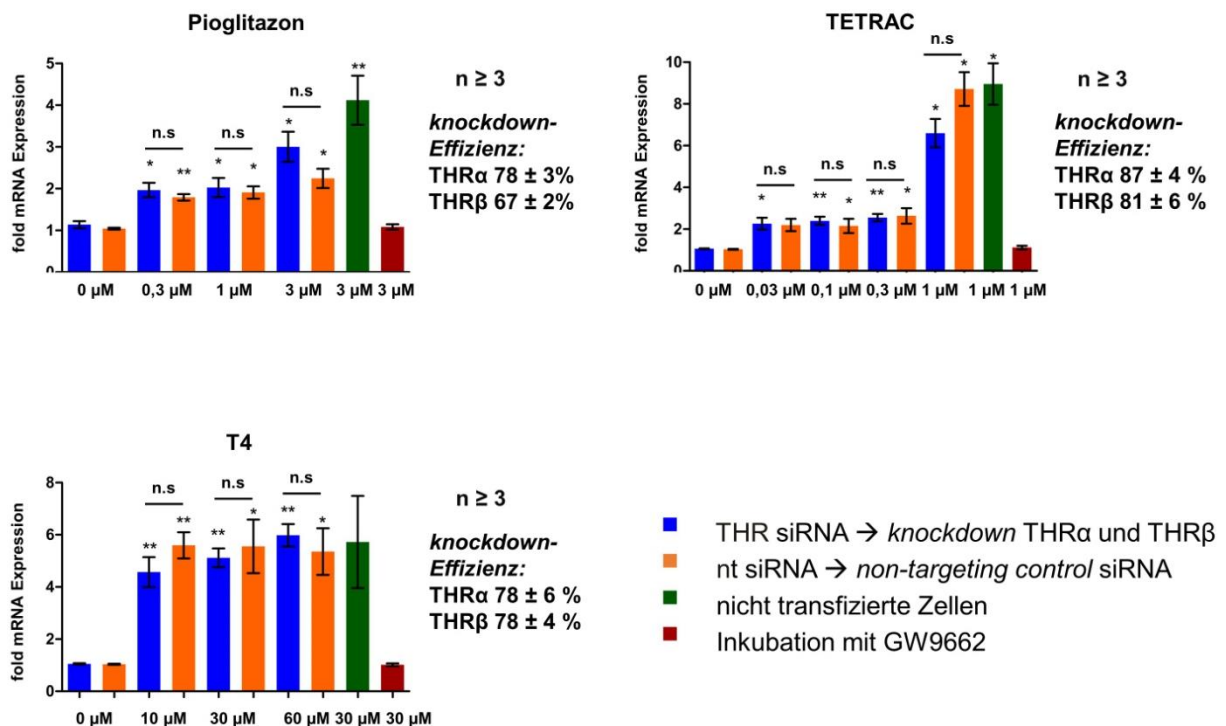 Pioglitazon
fold mRNA Expression
5
4
3
2
1
0
n.s
n.s
n.s
* ** * * * * **
0 µM 0,3 µM 1 µM 3 µM 3 µM 3 µM
n ≥ 3
knockdown-
Effizienz:
THRα 78 ± 3%
THRβ 67 ± 2%
TETRAC
fold mRNA Expression
10
8
6
4
2
0
n.s
n.s
n.s
n.s
* ** * ** * * * *
0 µM 0,03 µM 0,1 µM 0,3 µM 1 µM 1 µM 1 µM
n ≥ 3
knockdown-
Effizienz:
THRα 87 ± 4 %
THRβ 81 ± 6 %
T4
fold mRNA Expression
8
6
4
2
0
n.s
n.s
n.s
** ** ** * ** *
0 µM 10 µM 30 µM 60 µM 30 µM 30 µM
n ≥ 3
knockdown-
Effizienz:
THRα 78 ± 6 %
THRβ 78 ± 4 %
THR siRNA → knockdown THRα und THRβ
nt siRNA → non-targeting control siRNA
nicht transfizierte Zellen
Inkubation mit GW9662